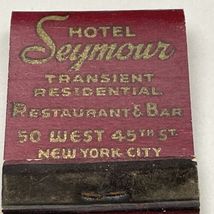 HOTEL
Seymour
TRANSIENT
RESIDENTIAL
RESTAURANT & BAR
50 WEST 45TH ST.
NEW YORK CITY